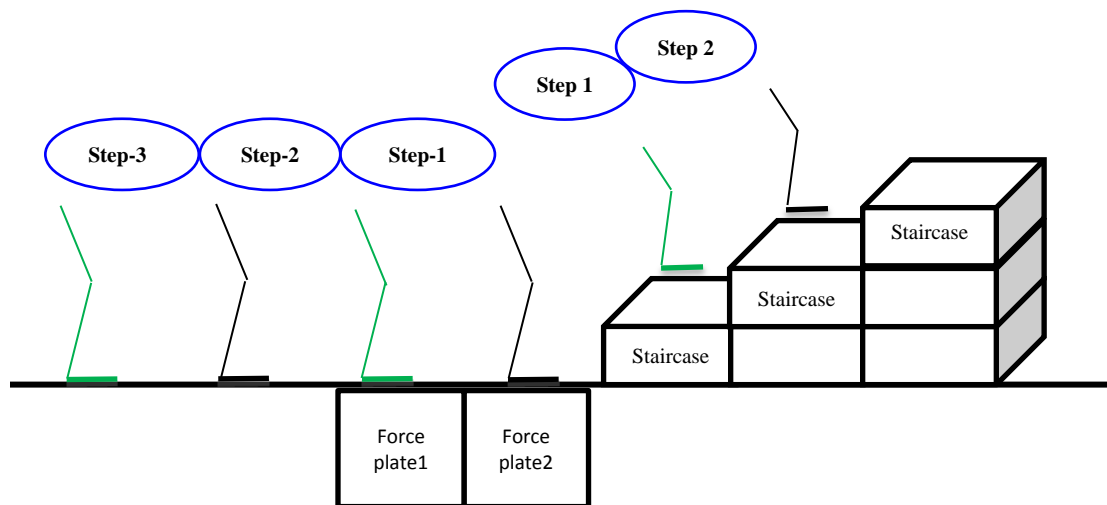 Step 2
Step 1
Step-3
Step-2
Step-1
Staircase
Staircase
Staircase
Force
plate1
Force
plate2